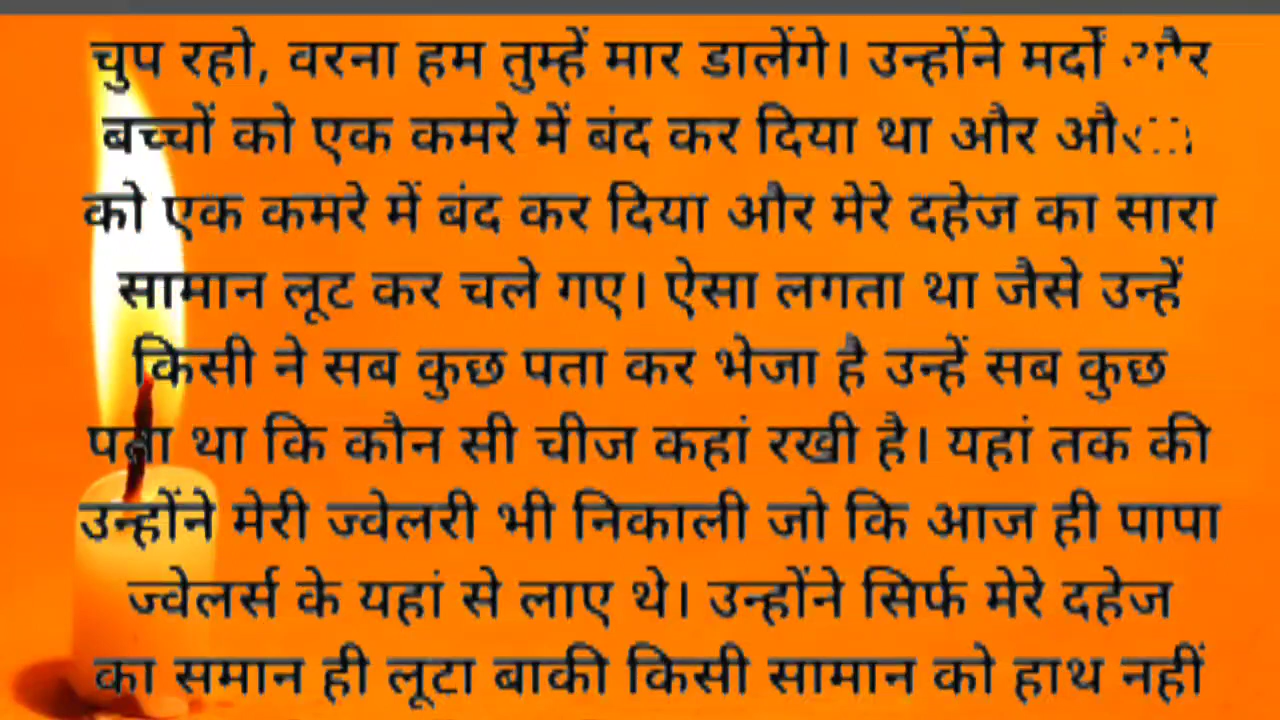 चुप रहो, वरना हम तुम्हें मार डालेंगे। उन्होंने मर्दों और
बच्चों को एक कमरे में बंद कर दिया था और
को एक कमरे में बंद कर दिया और मेरे दहेज का सारा
सामान लूट कर चले गए। ऐसा लगता था जैसे उन्हें
किसी ने सब कुछ पता कर भेजा है उन्हें सब कुछ
पता था कि कौन सी चीज कहां रखी है। यहां तक की
उन्होंने मेरी ज्वेलरी भी निकाली जो कि आज ही पापा
ज्वेलर्स के यहां से लाए थे। उन्होंने सिर्फ मेरे दहेज
का समान ही लूटा बाकी किसी सामान को हाथ नहीं